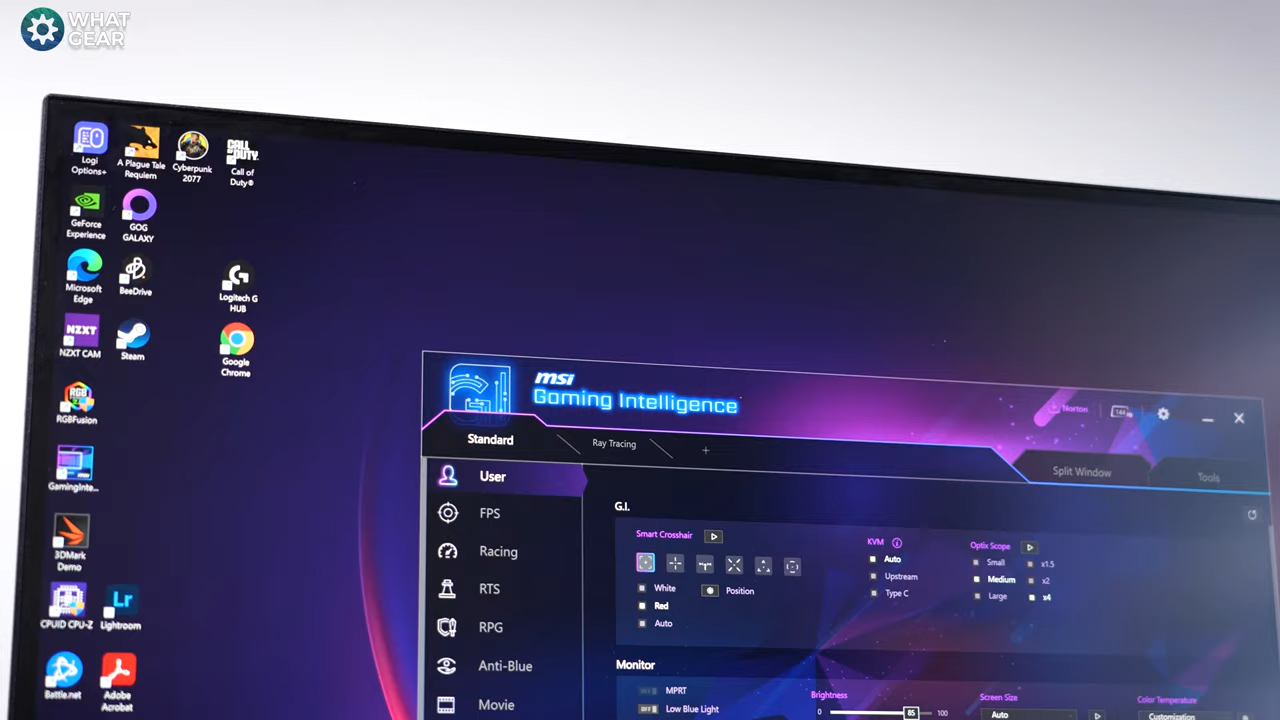 WHAT
GEAR
Logi
Options+
A Plague Tale
Requiem
Cyberpunk
2077
CALL OF
DUTY
Call of
Duty®
GeForce
Experience
GOG
GALAXY
Microsoft
Edge
BeeDrive
Logitech G
HUB
NZXT
NZXT CAM
Steam
Google
Chrome
RGB
RGBFusion
GamingInte...
3DMark
Demo
CPUID CPU-Z
Lr
Lightroom
Battle.net
Adobe
Acrobat
msi
Gaming Intelligence
Norton
144
Standard
Ray Tracing
+
Split Window
Tools
User
FPS
Racing
RTS
RPG
Anti-Blue
Movie
G.I.
Smart Crosshair
White
Red
Auto
Position
KVM
Auto
Upstream
Type C
Optix Scope
Small
Medium
Large
x1.5
x2
x4
Monitor
MPRT
OFF
Low Blue Light
Brightness
0
85
100
Screen Size
Auto
Color Temperature
Customization